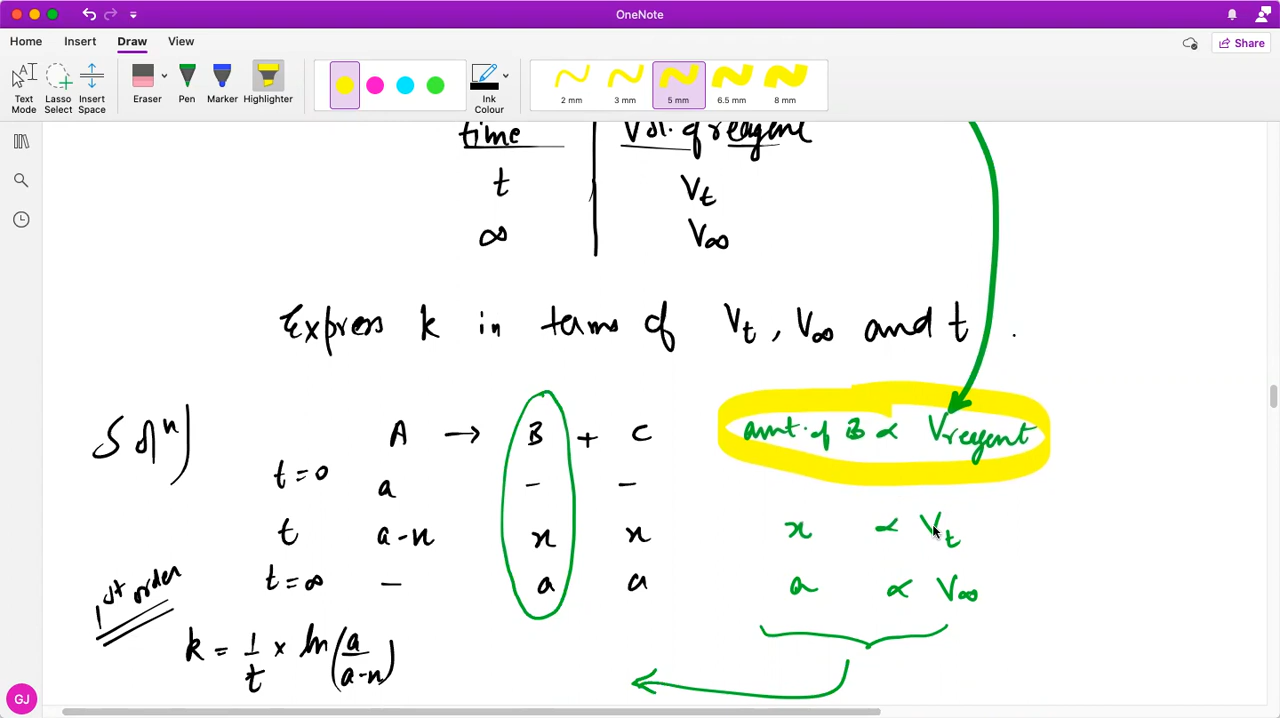 OneNote
Home Insert Draw View
Share
Text Mode
Lasso Select
Insert Space
Eraser
Pen
Marker
Highlighter
Ink Colour
2 mm
3 mm
5 mm
6.5 mm
8 mm
time Vol. of reagent
t Vt
∞ V∞
Express k in terms of Vt, V∞ and t .
Solⁿ) A → B + C amt. of B ∝ Vreagent
t=0 a - -
t a-x x x x ∝ Vt
t=∞ - a a a ∝ V∞
1st order
k = 1/t × ln(a/a-x)
GJ